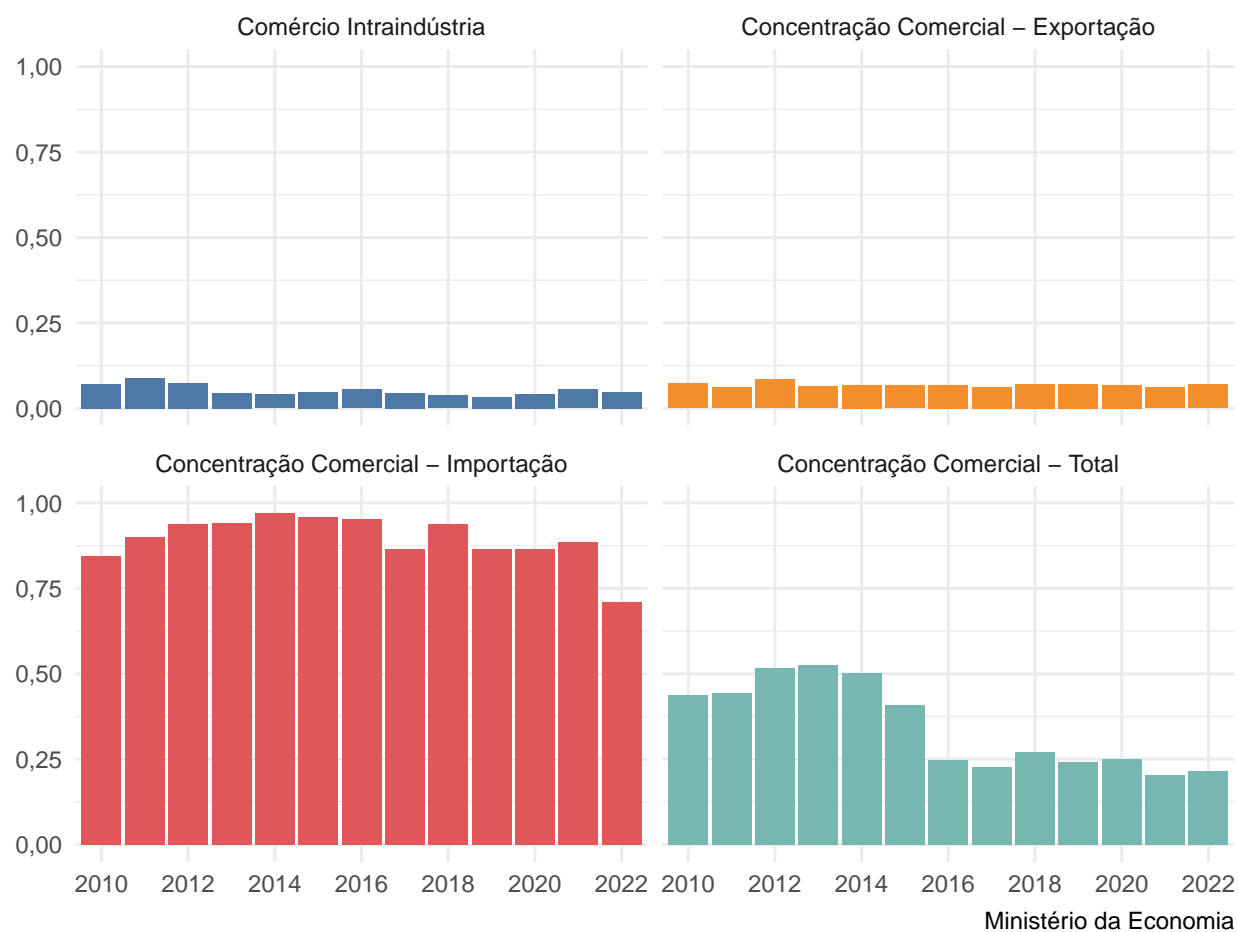 Comércio Intraindústria
Concentração Comercial – Exportação
1,00
0,75
0,50
0,25
0,00
Concentração Comercial – Importação
Concentração Comercial – Total
1,00
0,75
0,50
0,25
0,00
2010 2012 2014 2016 2018 2020 2022
2010 2012 2014 2016 2018 2020 2022
Ministério da Economia